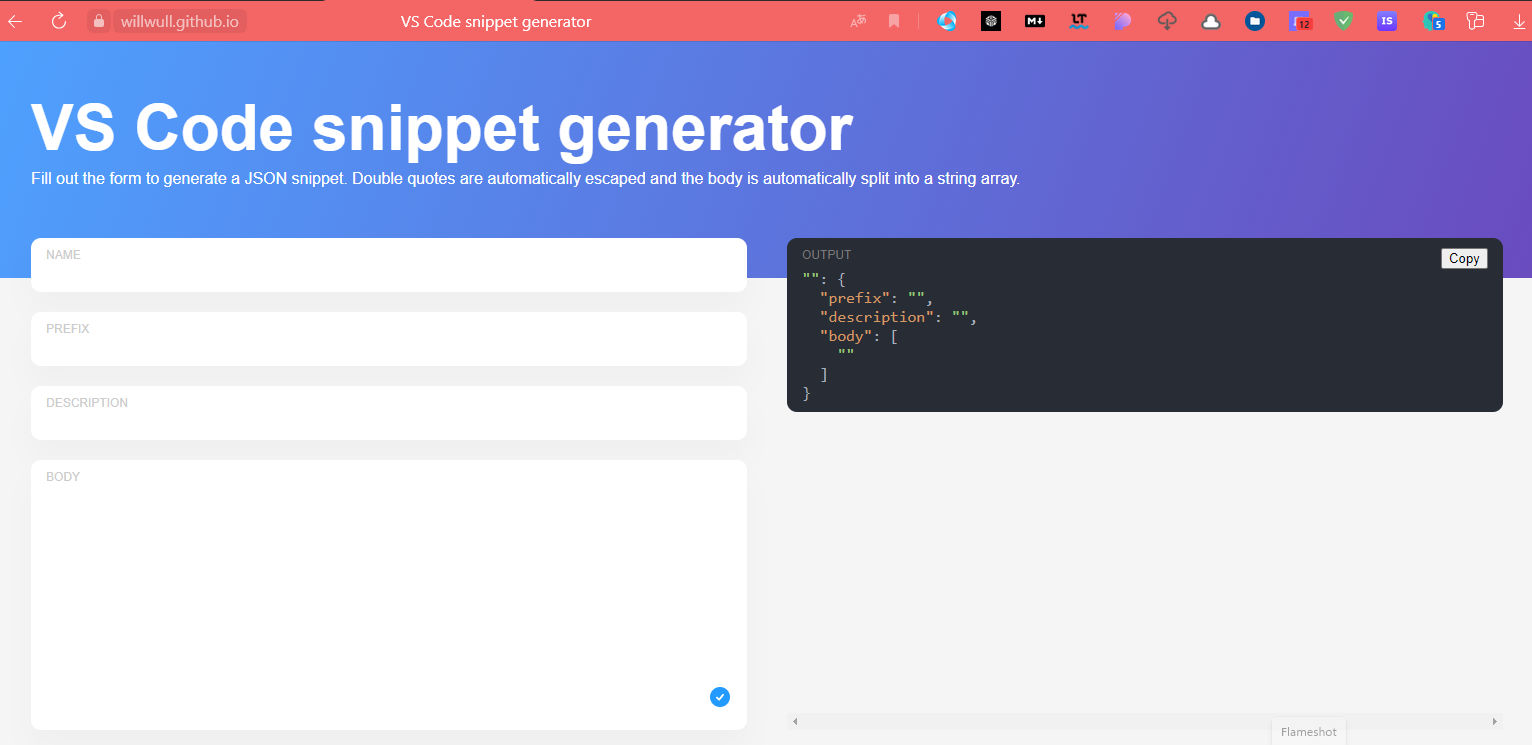 willwull.github.io
VS Code snippet generator
A
M
LT
12
IS
5
VS Code snippet generator
Fill out the form to generate a JSON snippet. Double quotes are automatically escaped and the body is automatically split into a string array.
NAME
PREFIX
DESCRIPTION
BODY
OUTPUT
Copy
"": {
"prefix": "",
"description": "",
"body": [
""
]
}
Flameshot